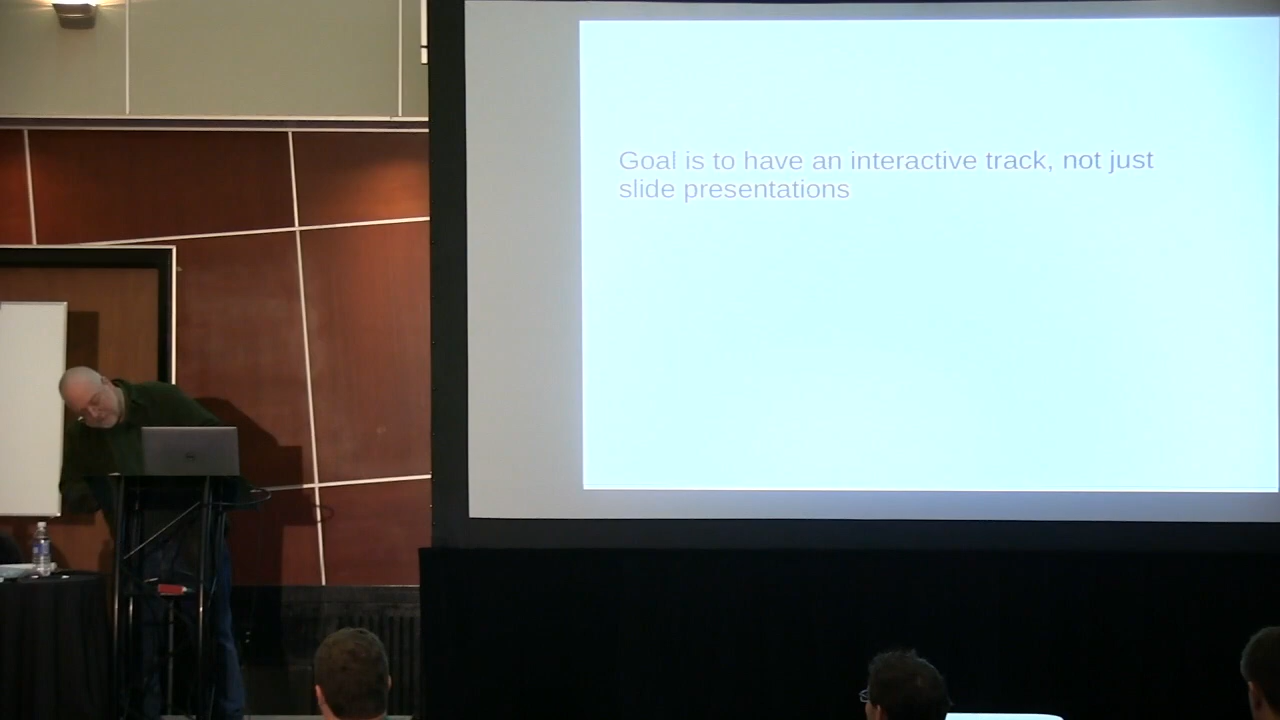 Goal is to have an interactive track, not just
slide presentations